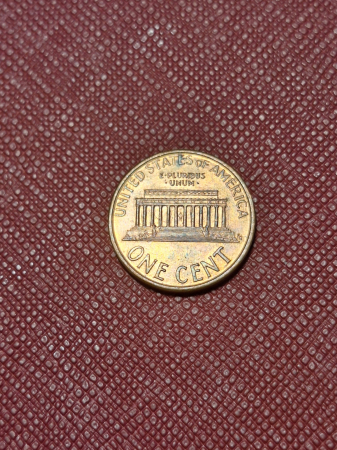 UNITED STATES OF AMERICA
E·PLURIBUS
·UNUM·
ONE CENT